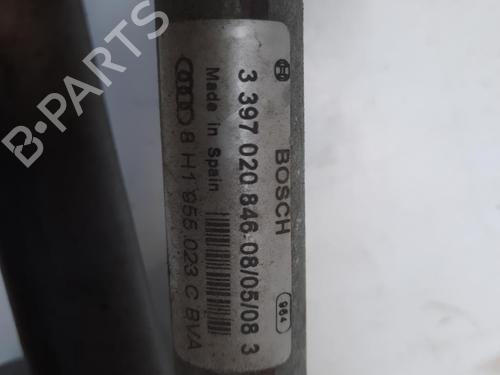 BOSCH
3 397 020 846 08/05/08 3
964
Made in Spain
8 H1 955 023 C BVA
B-PARTS